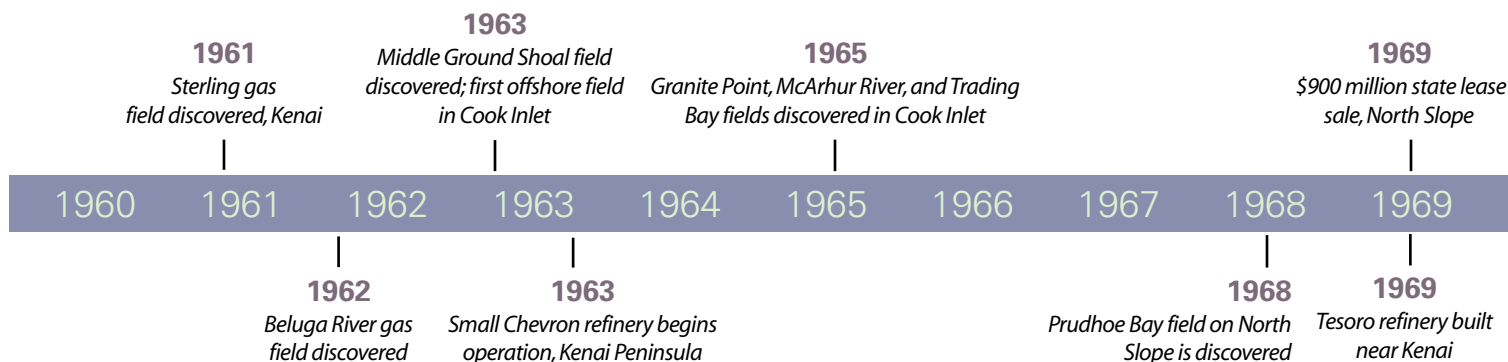 1961
Sterling gas
field discovered, Kenai
1963
Middle Ground Shoal field
discovered; first offshore field
in Cook Inlet
1965
Granite Point, McArhur River, and Trading
Bay fields discovered in Cook Inlet
1969
$900 million state lease
sale, North Slope
1960 1961 1962 1963 1964 1965 1966 1967 1968 1969
1962
Beluga River gas
field discovered
1963
Small Chevron refinery begins
operation, Kenai Peninsula
1968
Prudhoe Bay field on North
Slope is discovered
1969
Tesoro refinery built
near Kenai